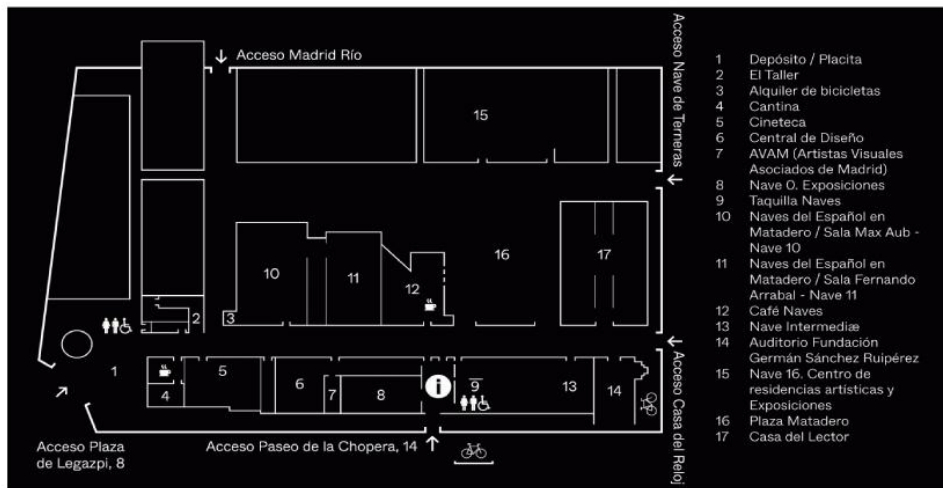 Acceso Madrid Río
Acceso Nave de Terneras
15
10
11
12
16
17
2
3
1
4
5
6
7
8
i
9
13
14
Acceso Casa del Reloj
Acceso Plaza
de Legazpi, 8
Acceso Paseo de la Chopera, 14
1 Depósito / Placita
2 El Taller
3 Alquiler de bicicletas
4 Cantina
5 Cineteca
6 Central de Diseño
7 AVAM (Artistas Visuales
Asociados de Madrid)
8 Nave 0. Exposiciones
9 Taquilla Naves
10 Naves del Español en
Matadero / Sala Max Aub -
Nave 10
11 Naves del Español en
Matadero / Sala Fernando
Arrabal - Nave 11
12 Café Naves
13 Nave Intermediæ
14 Auditorio Fundación
Germán Sánchez Ruipérez
15 Nave 16. Centro de
residencias artísticas y
Exposiciones
16 Plaza Matadero
17 Casa del Lector